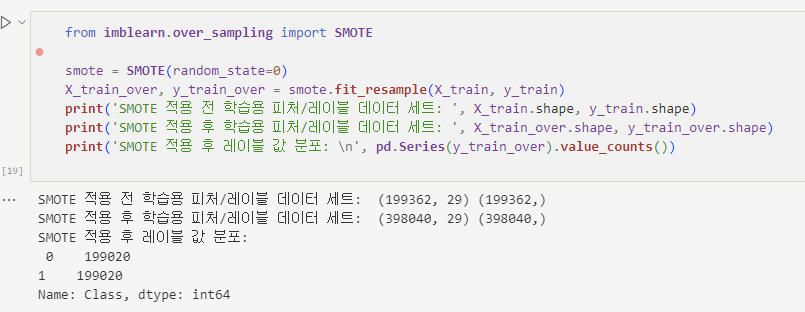 from imblearn.over_sampling import SMOTE
smote = SMOTE(random_state=0)
X_train_over, y_train_over = smote.fit_resample(X_train, y_train)
print('SMOTE 적용 전 학습용 피처/레이블 데이터 세트: ', X_train.shape, y_train.shape)
print('SMOTE 적용 후 학습용 피처/레이블 데이터 세트: ', X_train_over.shape, y_train_over.shape)
print('SMOTE 적용 후 레이블 값 분포: \n', pd.Series(y_train_over).value_counts())
[19]
SMOTE 적용 전 학습용 피처/레이블 데이터 세트:  (199362, 29) (199362,)
SMOTE 적용 후 학습용 피처/레이블 데이터 세트:  (398040, 29) (398040,)
SMOTE 적용 후 레이블 값 분포:
 0    199020
1    199020
Name: Class, dtype: int64